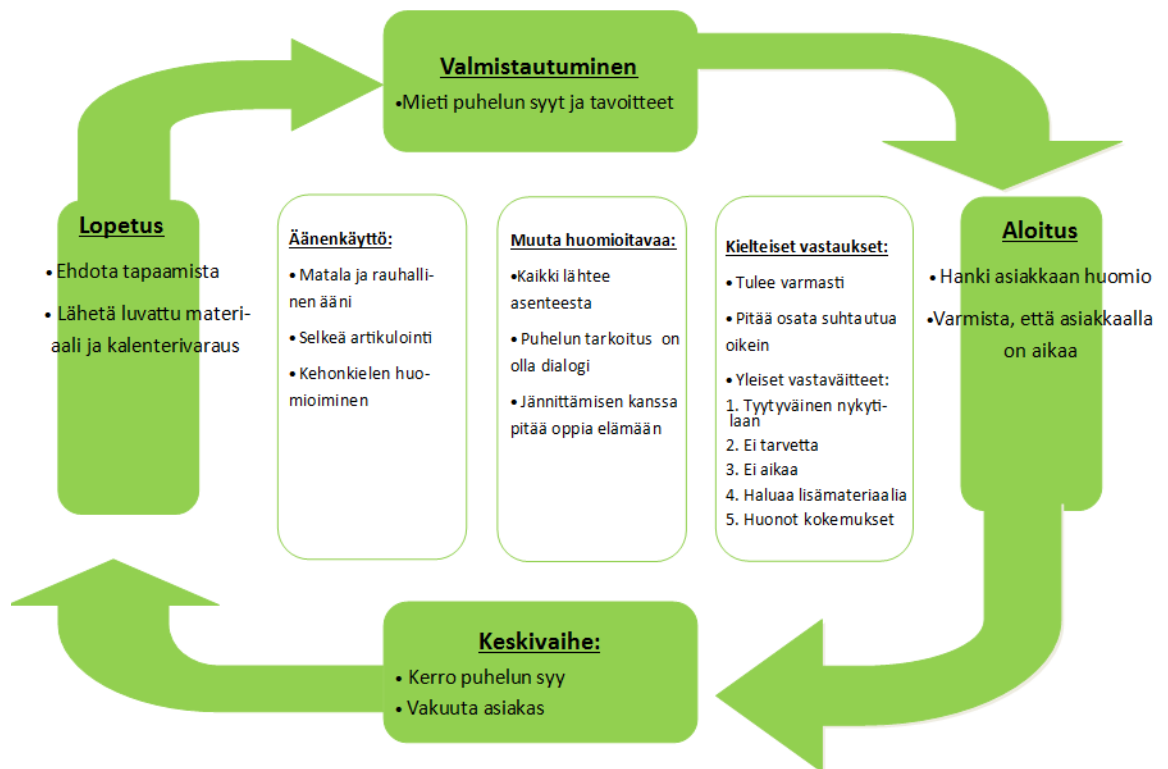 Valmistautuminen
•Mieti puhelun syyt ja tavoitteet
Lopetus
• Ehdota tapaamista
• Lähetä luvattu materi-
aali ja kalenterivaraus
Äänenkäyttö:
• Matala ja rauhalli-
nen ääni
• Selkeä artikulointi
• Kehonkielen huo-
mioiminen
Muuta huomioitavaa:
•Kaikki lähtee
asenteesta
• Puhelun tarkoitus on
olla dialogi
• Jännittämisen kanssa
pitää oppia elämään
Kielteiset vastaukset:
• Tulee varmasti
• Pitää osata suhtautua
oikein
• Yleiset vastaväitteet:
1. Tyytyväinen nykyti-
laan
2. Ei tarvetta
3. Ei aikaa
4. Haluaa lisämateriaalia
5. Huonot kokemukset
Aloitus
• Hanki asiakkaan huomio
•Varmista, että asiakkaalla
on aikaa
Keskivaihe:
• Kerro puhelun syy
• Vakuuta asiakas